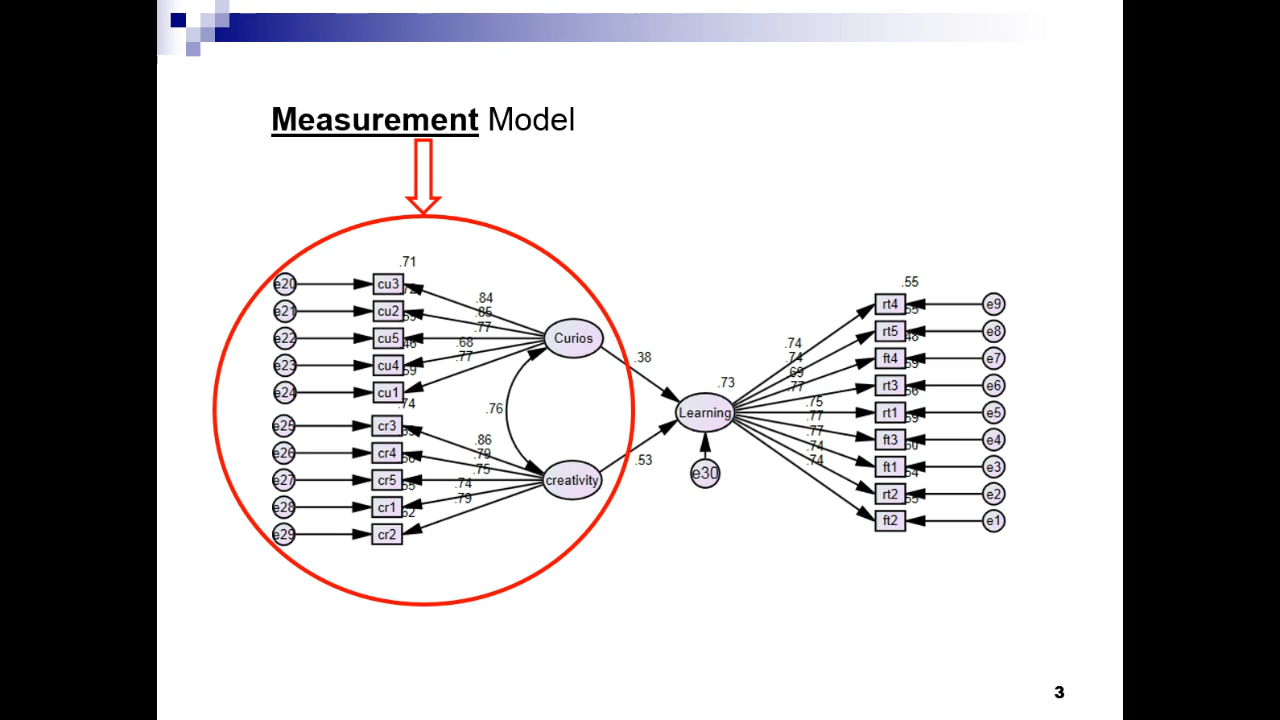 Measurement Model
.71
e20 cu3 .84
e21 cu2 .85
e22 cu5 .77 Curios
e23 cu4 .68
e24 cu1 .77
.38
.74
.76
e25 cr3 .86
e26 cr4 .79
e27 cr5 .75 creativity
e28 cr1 .74
e29 cr2 .79
.53
.73
Learning
e30
.55
.74 rt4 e9
.74 rt5 e8
.69 ft4 e7
.77 rt3 e6
.75 rt1 e5
.77 ft3 e4
.77 ft1 e3
.74 rt2 e2
.74 ft2 e1
3